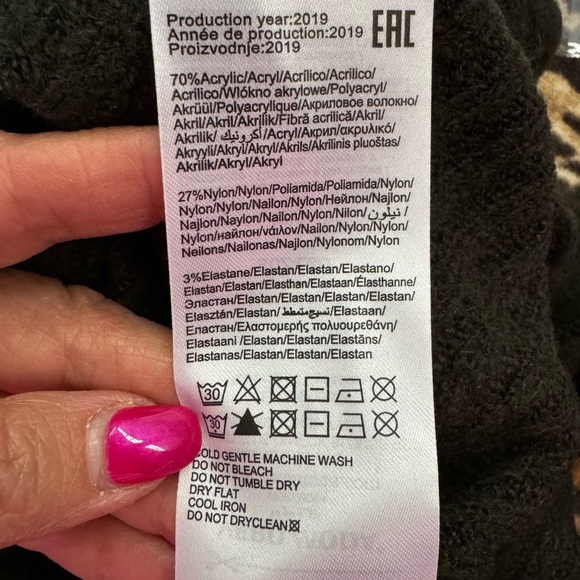 Production year:2019
Année de production:2019
Proizvodnje:2019
EAC
70%Acrylic/Acryl/Acrílico/Acrilico/
Acrílico/Włókno akrylowe/Polyacryl/
Akrüül/Polyacrylique/Акриловое волокно/
Akril/Akril/Akrilik/Fibră acrilică/Akril/
Akrilik/ أكرونيك/Acryl/Акрил/ακρυλικό/
Akryyli/Akryl/Akryl/Akrils/Akrilinis pluoštas/
Akrilik/Akryl/Akryl
27%Nylon/Nylon/Poliamida/Poliamida/Nylon/
Nylon/Nylon/Nailon/Nylon/Нейлон/Najlon/
Najlon/Naylon/Nailon/Nylon/Nilon/نيلون /
Nylon/найлон/νάιλον/Nailon/Nylon/Nylon/
Neilons/Nailonas/Najlon/Nylonom/Nylon
3%Elastane/Elastan/Elastan/Elastano/
Elastan/Elastan/Elasthan/Elastaan/Élasthanne/
Эластан/Elastan/Elastan/Elastan/Elastan/
Elasztán/Elastan/نسيج متمطط/Elastaan/
Еластан/Ελαστομερής πολυουρεθάνη/
Elastaani /Elastan/Elastan/Elastāns/
Elastanas/Elastan/Elastan/Elastan
30
30
COLD GENTLE MACHINE WASH
DO NOT BLEACH
DO NOT TUMBLE DRY
DRY FLAT
COOL IRON
DO NOT DRYCLEAN